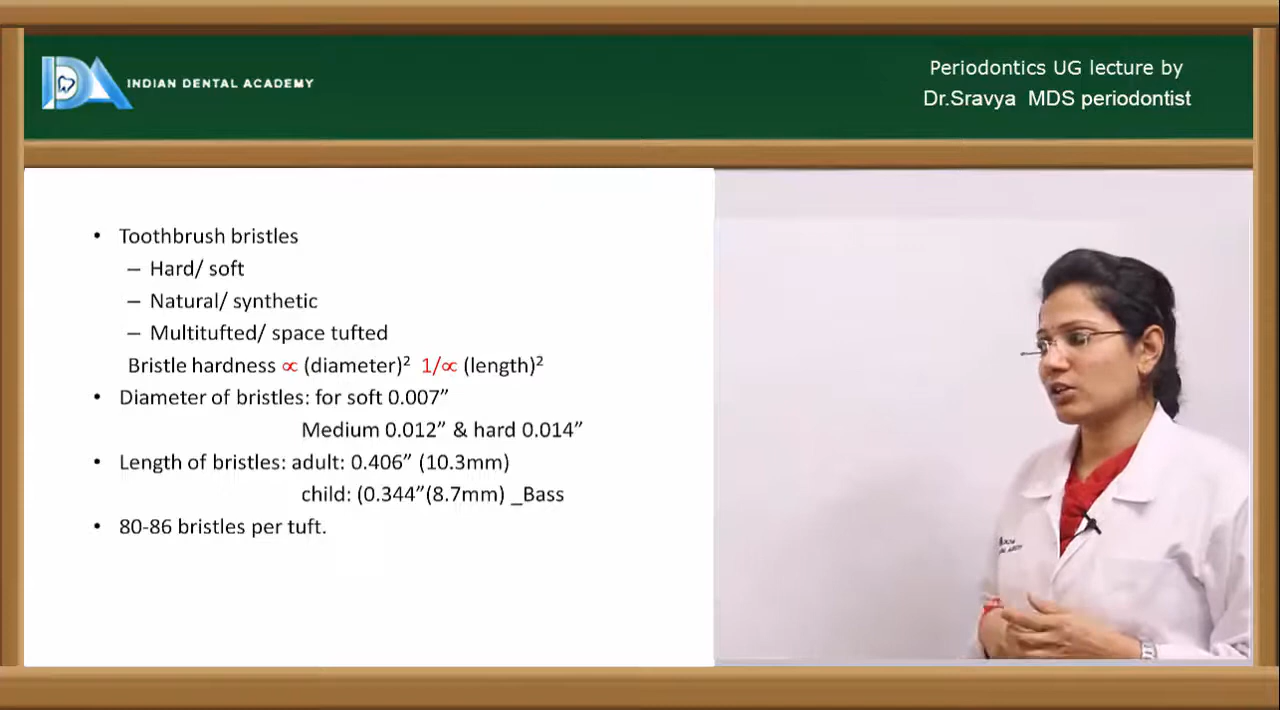 INDIAN DENTAL ACADEMY
Periodontics UG lecture by
Dr.Sravya MDS periodontist
• Toothbrush bristles
– Hard/ soft
– Natural/ synthetic
– Multitufted/ space tufted
Bristle hardness ∝ (diameter)² 1/∝ (length)²
• Diameter of bristles: for soft 0.007”
Medium 0.012” & hard 0.014”
• Length of bristles: adult: 0.406” (10.3mm)
child: (0.344”(8.7mm) _Bass
• 80-86 bristles per tuft.